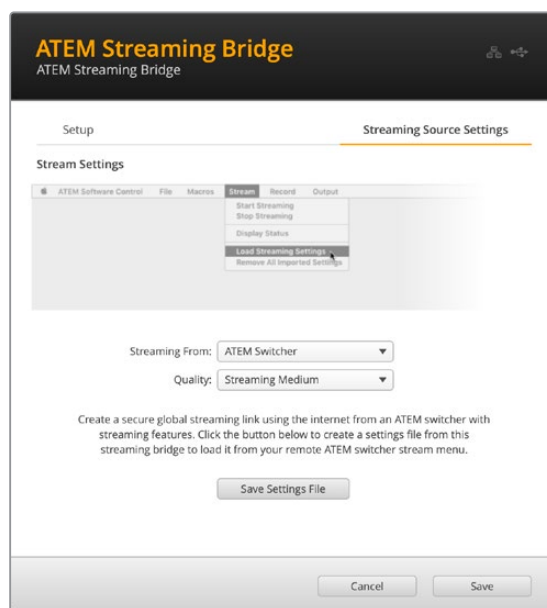 ATEM Streaming Bridge
ATEM Streaming Bridge
Setup
Streaming Source Settings
Stream Settings
ATEM Software Control File Macros Stream Record Output
Start Streaming
Stop Streaming
Display Status
Load Streaming Settings
Remove All Imported Settings
Streaming From: ATEM Switcher
Quality: Streaming Medium
Create a secure global streaming link using the internet from an ATEM switcher with
streaming features. Click the button below to create a settings file from this
streaming bridge to load it from your remote ATEM switcher stream menu.
Save Settings File
Cancel Save